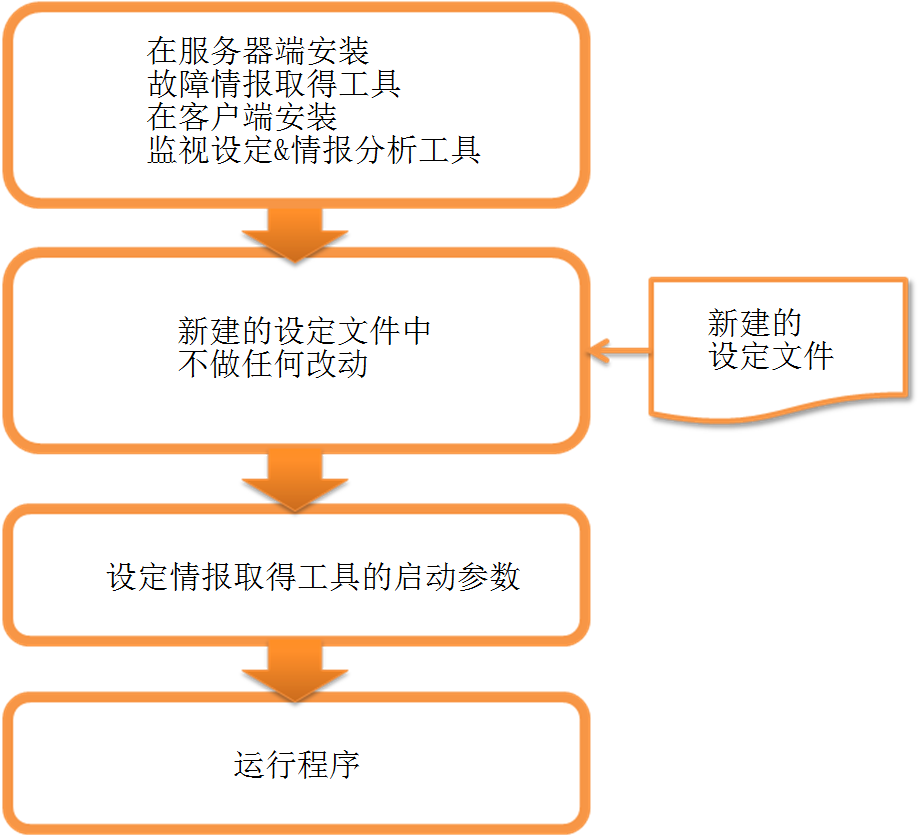 在服务器端安装
故障情报取得工具
在客户端安装
监视设定&情报分析工具
新建的设定文件中
不做任何改动
新建的
设定文件
设定情报取得工具的启动参数
运行程序